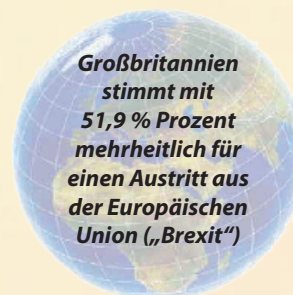 Großbritannien
stimmt mit
51,9 % Prozent
mehrheitlich für
einen Austritt aus
der Europäischen
Union („Brexit“)